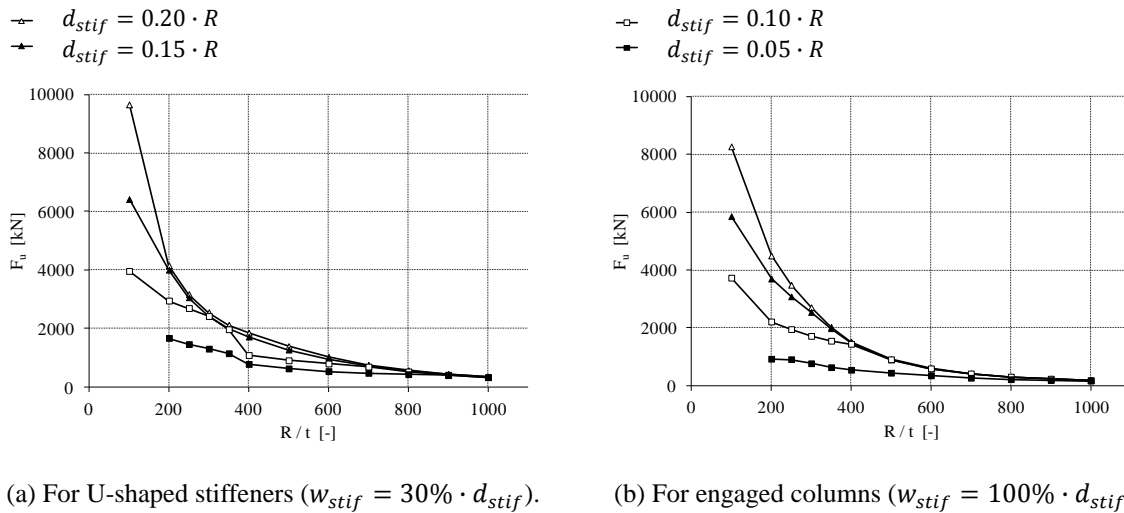 d_stif = 0.20 · R
d_stif = 0.15 · R
d_stif = 0.10 · R
d_stif = 0.05 · R
10000
8000
6000
4000
2000
0
F_u [kN]
0 200 400 600 800 1000
R / t [-]
10000
8000
6000
4000
2000
0
F_u [kN]
0 200 400 600 800 1000
R / t [-]
(a) For U-shaped stiffeners (w_stif = 30% · d_stif).
(b) For engaged columns (w_stif = 100% · d_stif